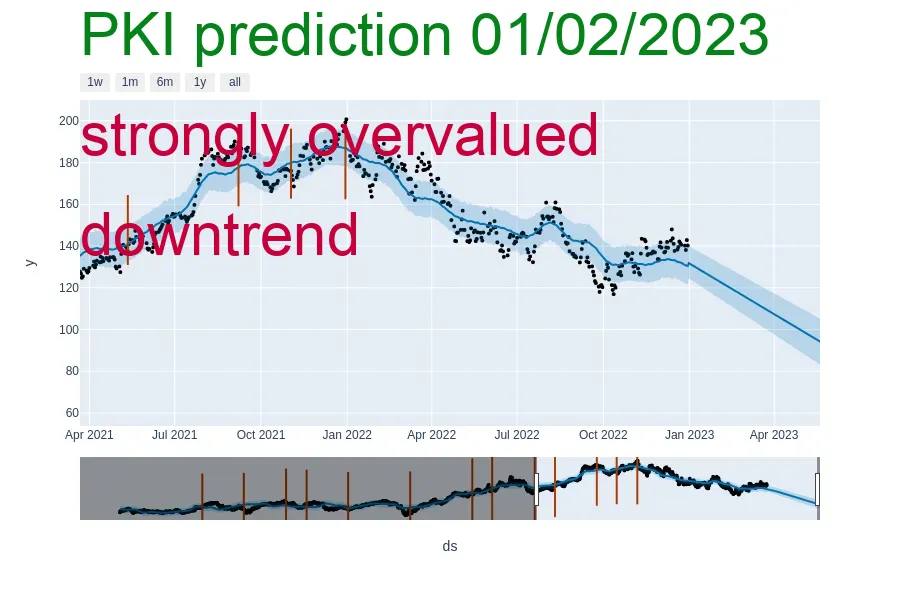 PKI prediction 01/02/2023
1w 1m 6m 1y all
strongly overvalued
downtrend
y
200
180
160
140
120
100
80
60
Apr 2021 Jul 2021 Oct 2021 Jan 2022 Apr 2022 Jul 2022 Oct 2022 Jan 2023 Apr 2023
ds